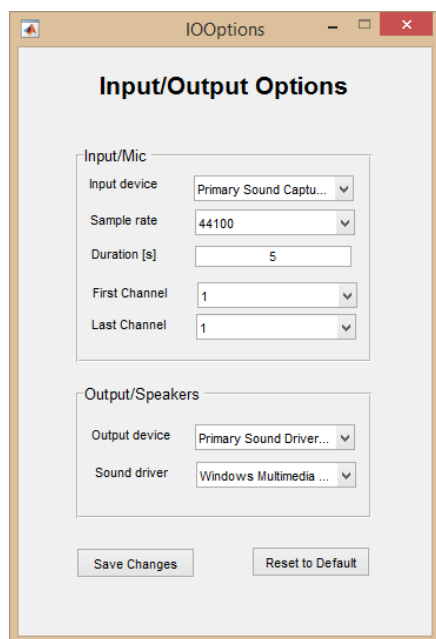 IOOptions
Input/Output Options
Input/Mic
Input device Primary Sound Captu...
Sample rate 44100
Duration [s] 5
First Channel 1
Last Channel 1
Output/Speakers
Output device Primary Sound Driver...
Sound driver Windows Multimedia ...
Save Changes Reset to Default